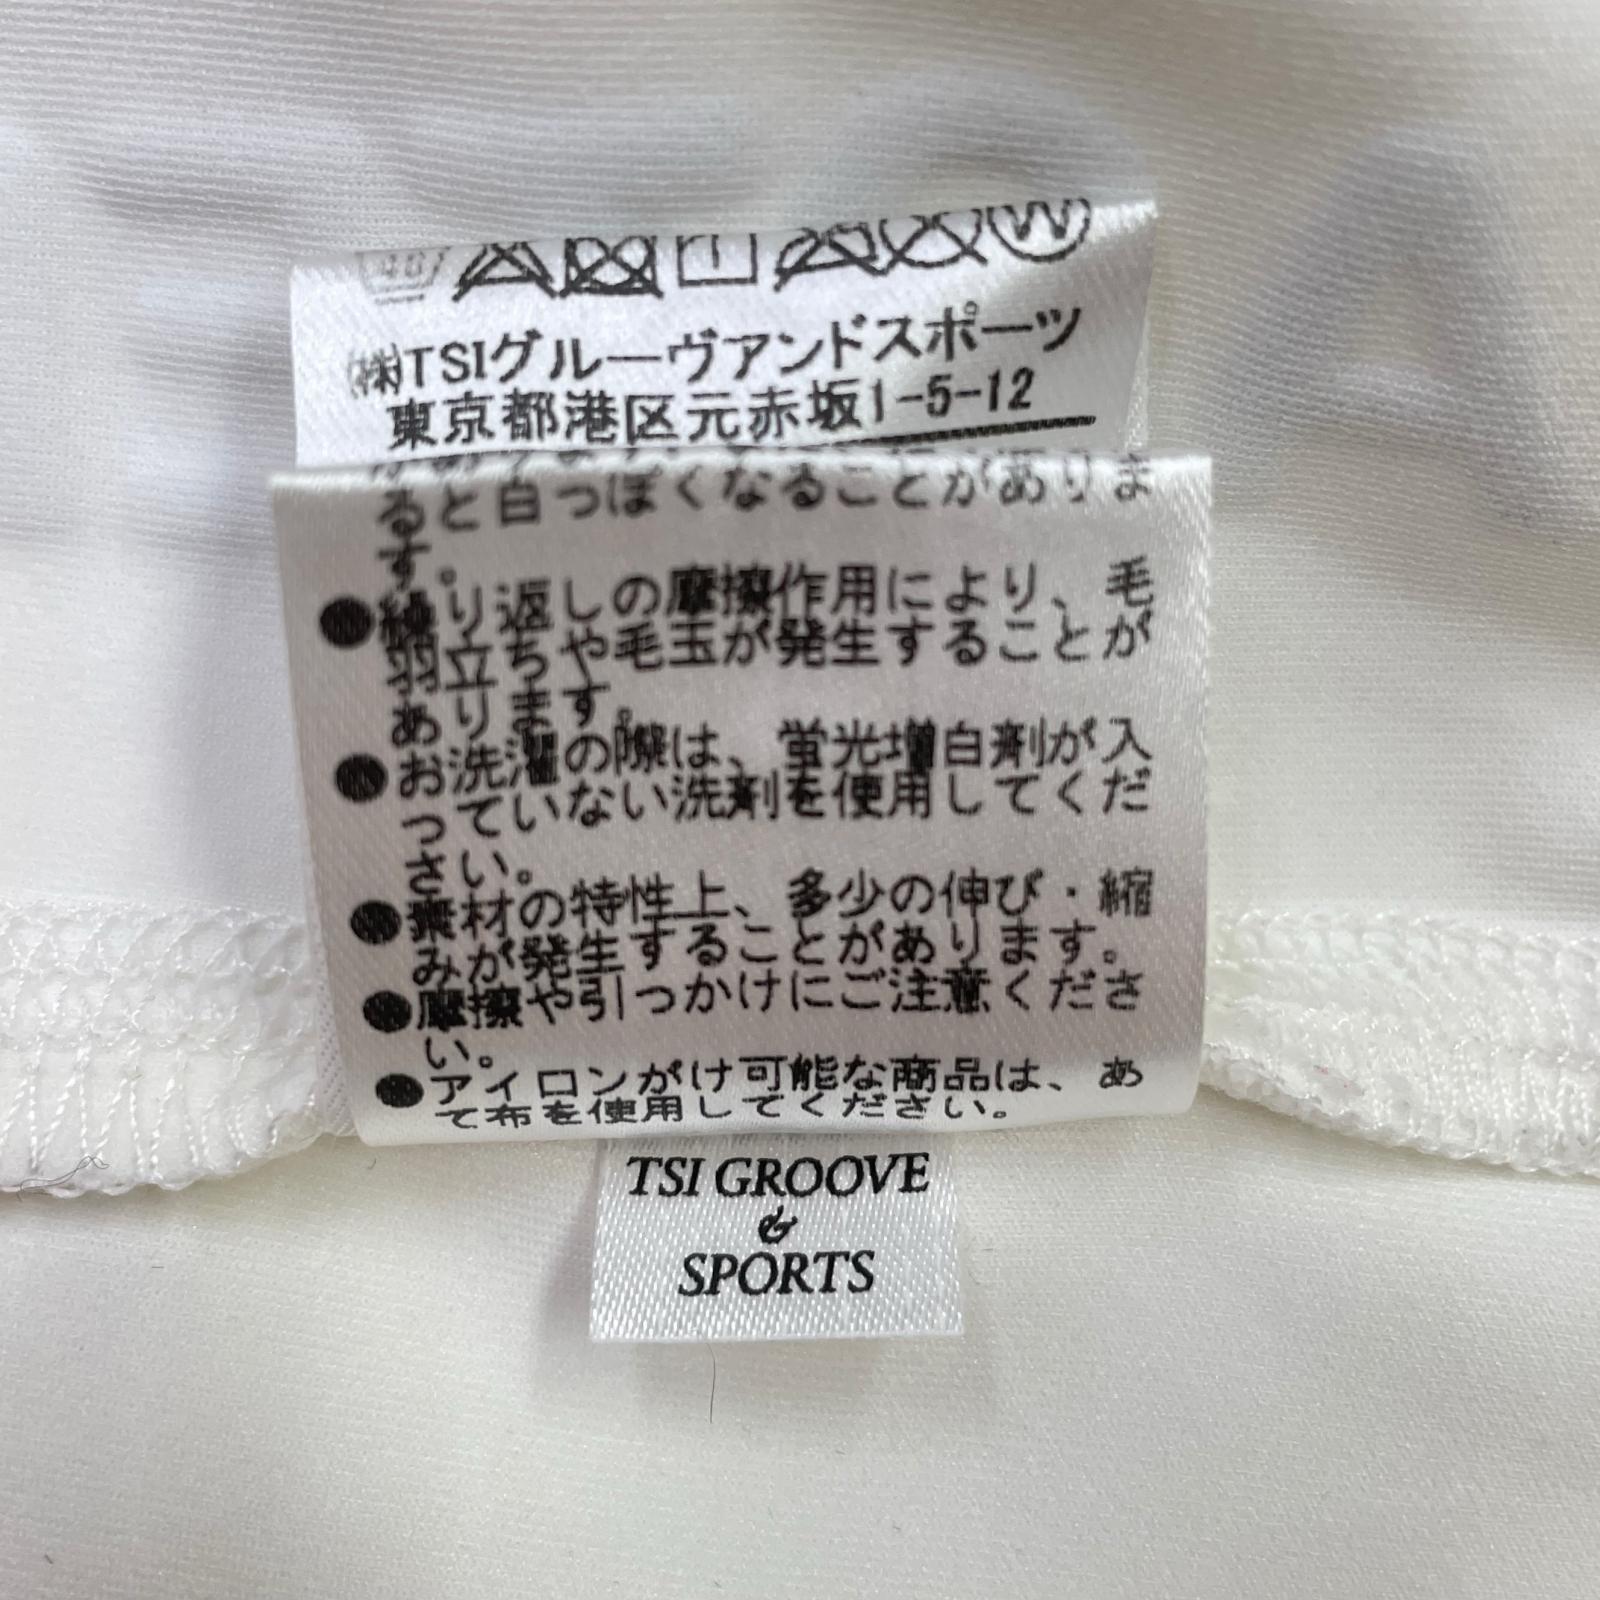 40
W
(株)TSIグルーヴアンドスポーツ
東京都港区元赤坂1-5-12
ると白っぽくなることがありま
す。
●繰り返しの摩擦作用により、毛
羽立ちや毛玉が発生することが
あります。
●お洗濯の際は、蛍光増白剤が入
っていない洗剤を使用してくだ
さい。
●素材の特性上、多少の伸び・縮
みが発生することがあります。
●摩擦や引っかけにご注意くださ
い。
●アイロンがけ可能な商品は、あ
て布を使用してください。
TSI GROOVE
&
SPORTS